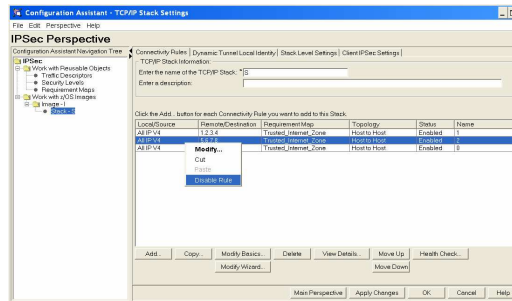 Configuration Assistant - TCP/IP Stack Settings
File Edit Perspective Help
IPSec Perspective
Configuration Assistant Navigation Tree
IPSec
Work with Reusable Objects
Traffic Descriptors
Security Levels
Requirement Maps
Work with z/OS Images
Image - I
Stack - S
Connectivity Rules Dynamic Tunnel Local Identity Stack Level Settings Client IPSec Settings
TCP/IP Stack Information:
Enter the name of the TCP/IP Stack: * S
Enter a description:
Click the Add... button for each Connectivity Rule you want to add to this Stack.
Local/Source Remote/Destination Requirement Map Topology Status Name
All IP V4 1.2.3.4 Trusted_Internet_Zone Host to Host Enabled 1
All IP V4 5.6.7.8 Trusted_Internet_Zone Host to Host Enabled 2
All IP V4 Trusted_Internet_Zone Host to Host Enabled
Modify...
Cut
Paste
Disable Rule
Add... Copy... Modify Basics... Delete View Details... Move Up Health Check...
Modify Wizard... Move Down
Main Perspective Apply Changes OK Cancel Help